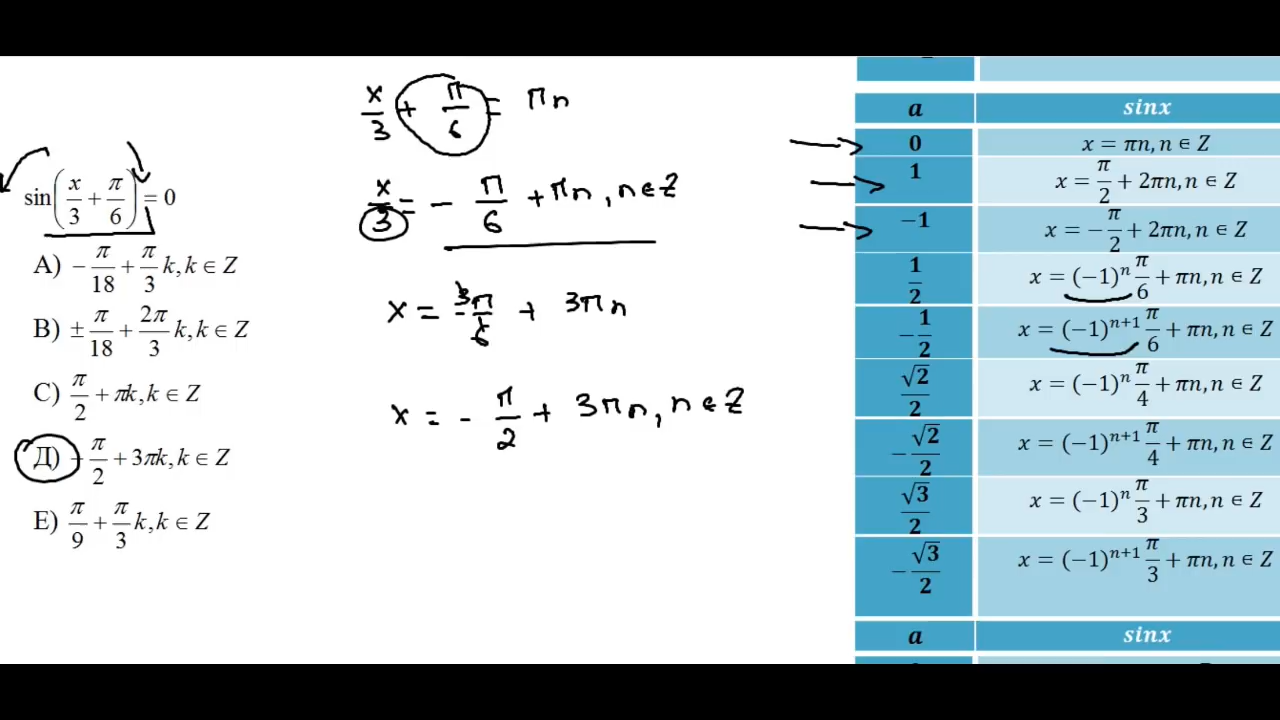 sin(x/3 + π/6) = 0
A) -π/18 + π/3 k, k ∈ Z
B) ±π/18 + 2π/3 k, k ∈ Z
C) π/2 + πk, k ∈ Z
Д) -π/2 + 3πk, k ∈ Z
E) π/9 + π/3 k, k ∈ Z
x/3 + π/6 = πn
x/3 = - π/6 + πn, n ∈ Z
x = -3π/6 + 3πn
x = - π/2 + 3πn, n ∈ Z
a sinx
0 x = πn, n ∈ Z
1 x = π/2 + 2πn, n ∈ Z
-1 x = -π/2 + 2πn, n ∈ Z
1/2 x = (-1)ⁿ π/6 + πn, n ∈ Z
-1/2 x = (-1)ⁿ⁺¹ π/6 + πn, n ∈ Z
√2/2 x = (-1)ⁿ π/4 + πn, n ∈ Z
-√2/2 x = (-1)ⁿ⁺¹ π/4 + πn, n ∈ Z
√3/2 x = (-1)ⁿ π/3 + πn, n ∈ Z
-√3/2 x = (-1)ⁿ⁺¹ π/3 + πn, n ∈ Z
a sinx